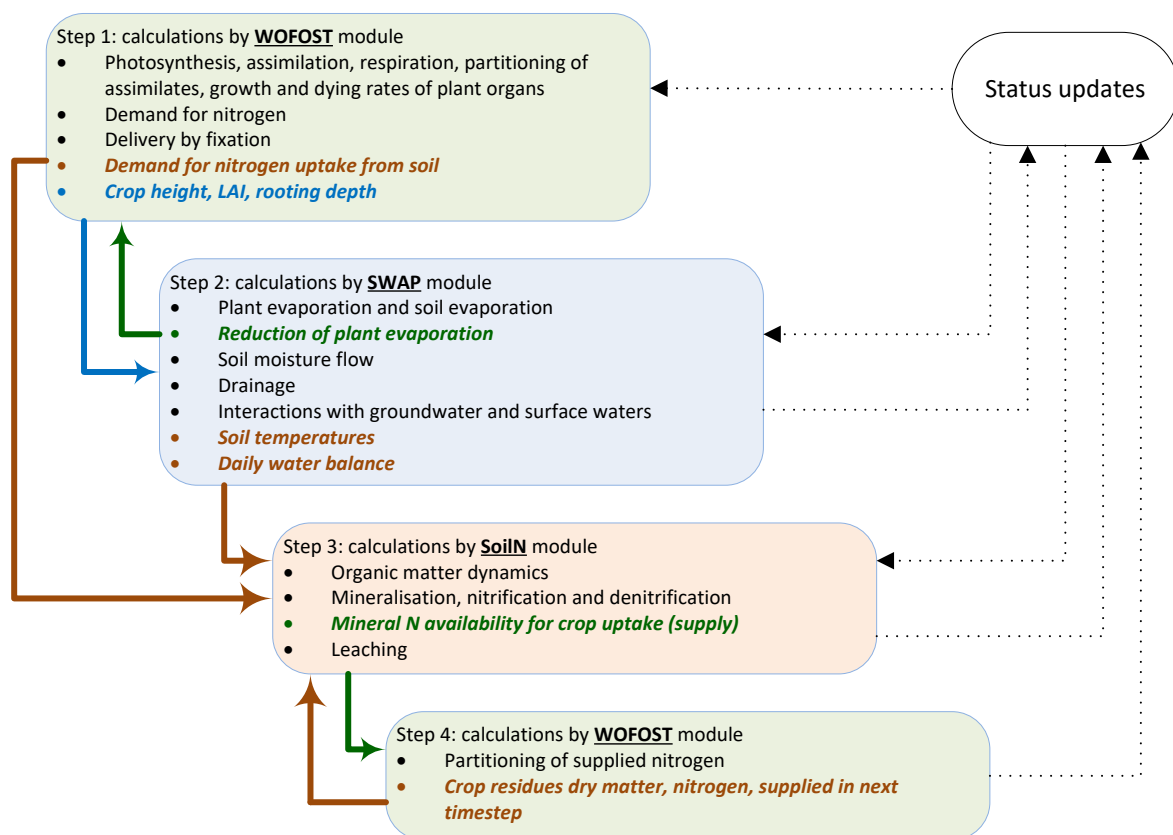 Step 1: calculations by WOFOST module
• Photosynthesis, assimilation, respiration, partitioning of
assimilates, growth and dying rates of plant organs
• Demand for nitrogen
• Delivery by fixation
• Demand for nitrogen uptake from soil
• Crop height, LAI, rooting depth
Status updates
Step 2: calculations by SWAP module
• Plant evaporation and soil evaporation
• Reduction of plant evaporation
• Soil moisture flow
• Drainage
• Interactions with groundwater and surface waters
• Soil temperatures
• Daily water balance
Step 3: calculations by SoilN module
• Organic matter dynamics
• Mineralisation, nitrification and denitrification
• Mineral N availability for crop uptake (supply)
• Leaching
Step 4: calculations by WOFOST module
• Partitioning of supplied nitrogen
• Crop residues dry matter, nitrogen, supplied in next
timestep